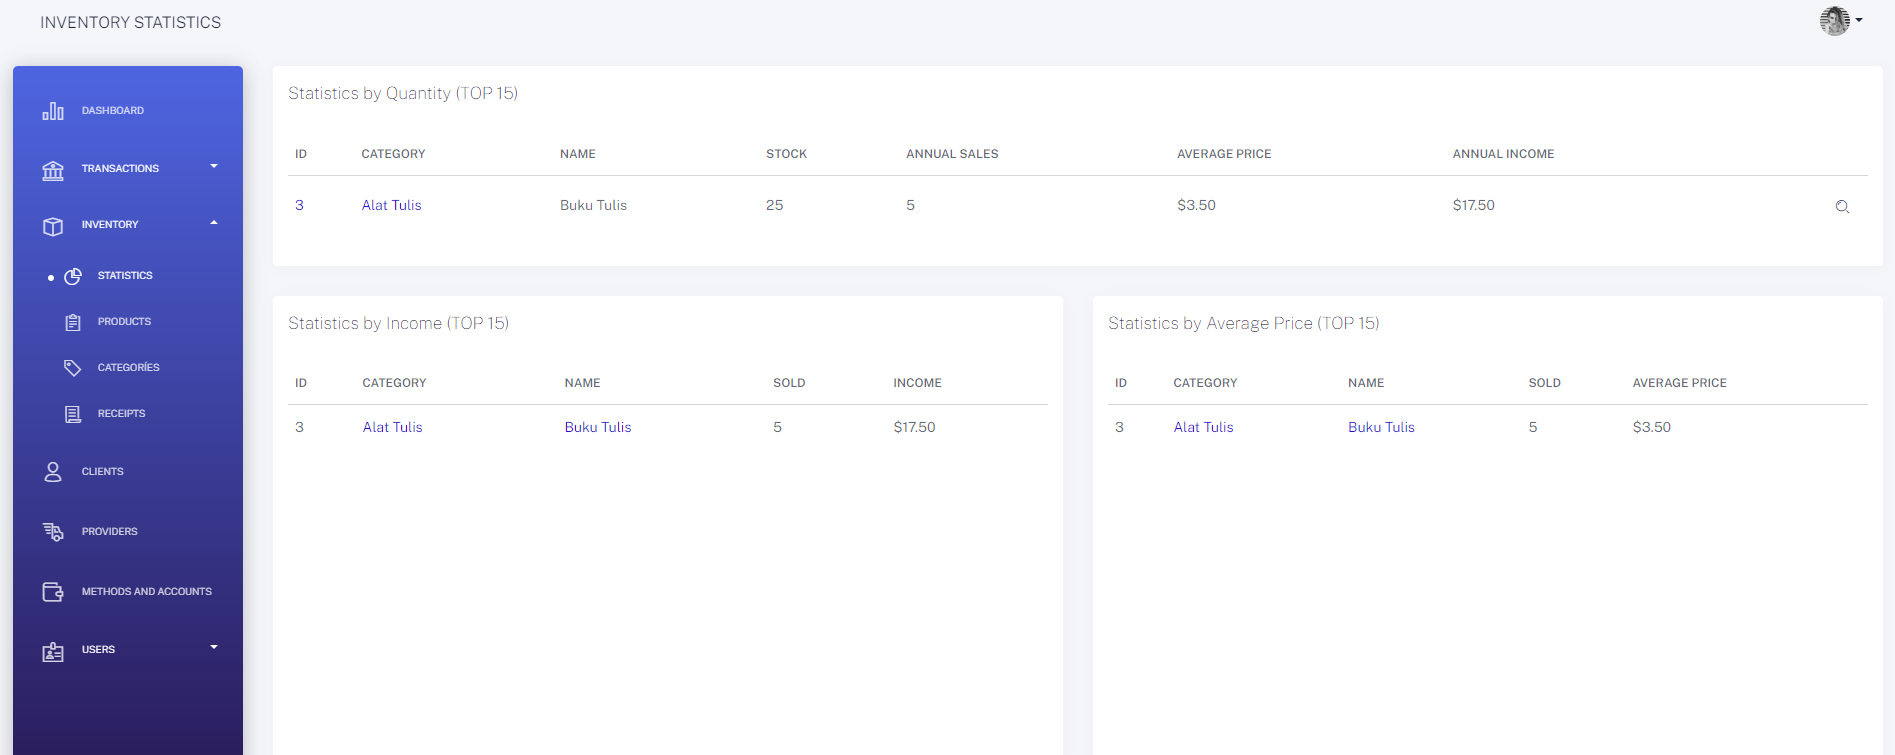 INVENTORY STATISTICS
DASHBOARD
TRANSACTIONS
INVENTORY
STATISTICS
PRODUCTS
CATEGORÍES
RECEIPTS
CLIENTS
PROVIDERS
METHODS AND ACCOUNTS
USERS
Statistics by Quantity (TOP 15)
ID CATEGORY NAME STOCK ANNUAL SALES AVERAGE PRICE ANNUAL INCOME
3 Alat Tulis Buku Tulis 25 5 $3.50 $17.50
Statistics by Income (TOP 15)
ID CATEGORY NAME SOLD INCOME
3 Alat Tulis Buku Tulis 5 $17.50
Statistics by Average Price (TOP 15)
ID CATEGORY NAME SOLD AVERAGE PRICE
3 Alat Tulis Buku Tulis 5 $3.50